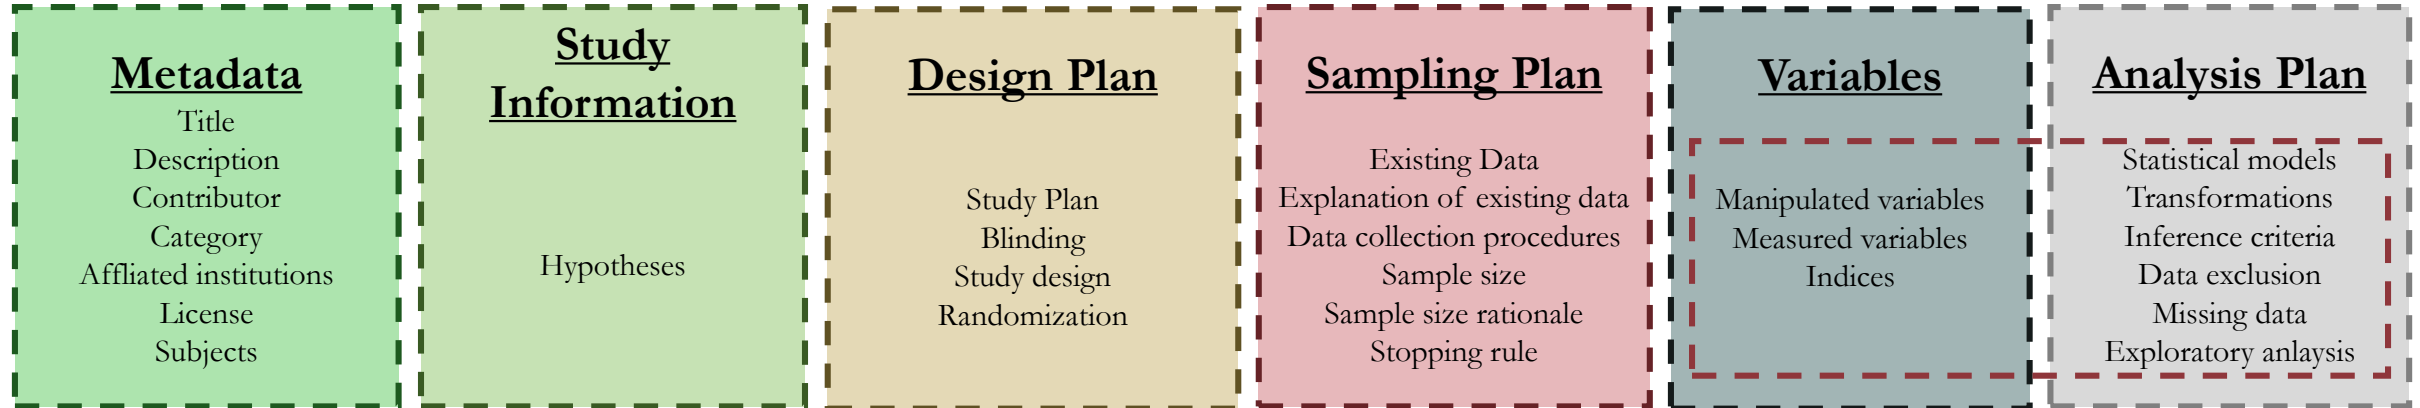 Metadata
Title
Description
Contributor
Category
Affliated institutions
License
Subjects
Study
Information
Hypotheses
Design Plan
Study Plan
Blinding
Study design
Randomization
Sampling Plan
Existing Data
Explanation of existing data
Data collection procedures
Sample size
Sample size rationale
Stopping rule
Variables
Manipulated variables
Measured variables
Indices
Analysis Plan
Statistical models
Transformations
Inference criteria
Data exclusion
Missing data
Exploratory anlaysis